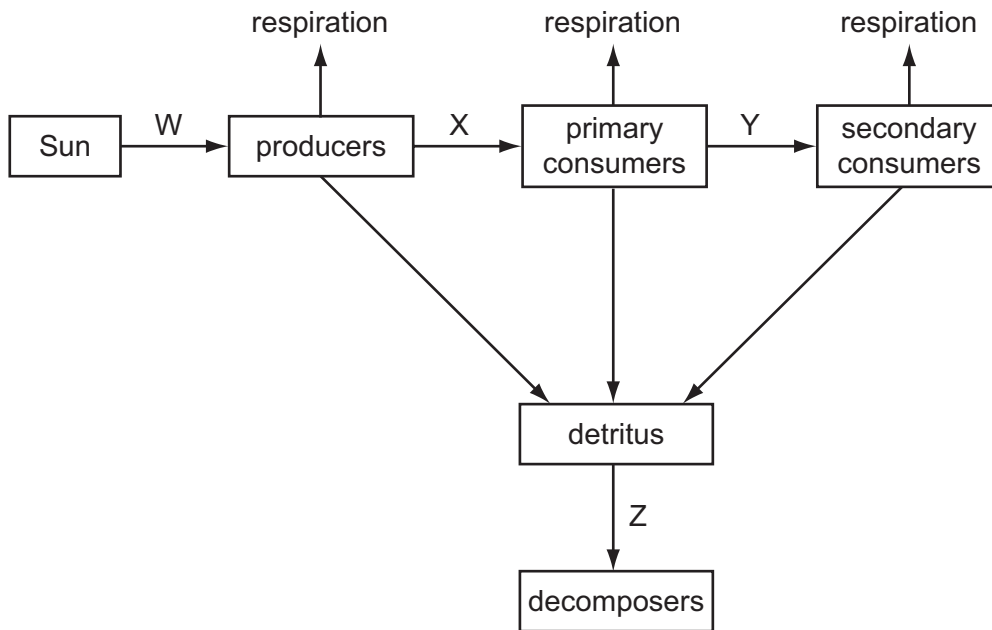 respiration respiration respiration
W X Y
Sun producers primary consumers secondary consumers
detritus
Z
decomposers